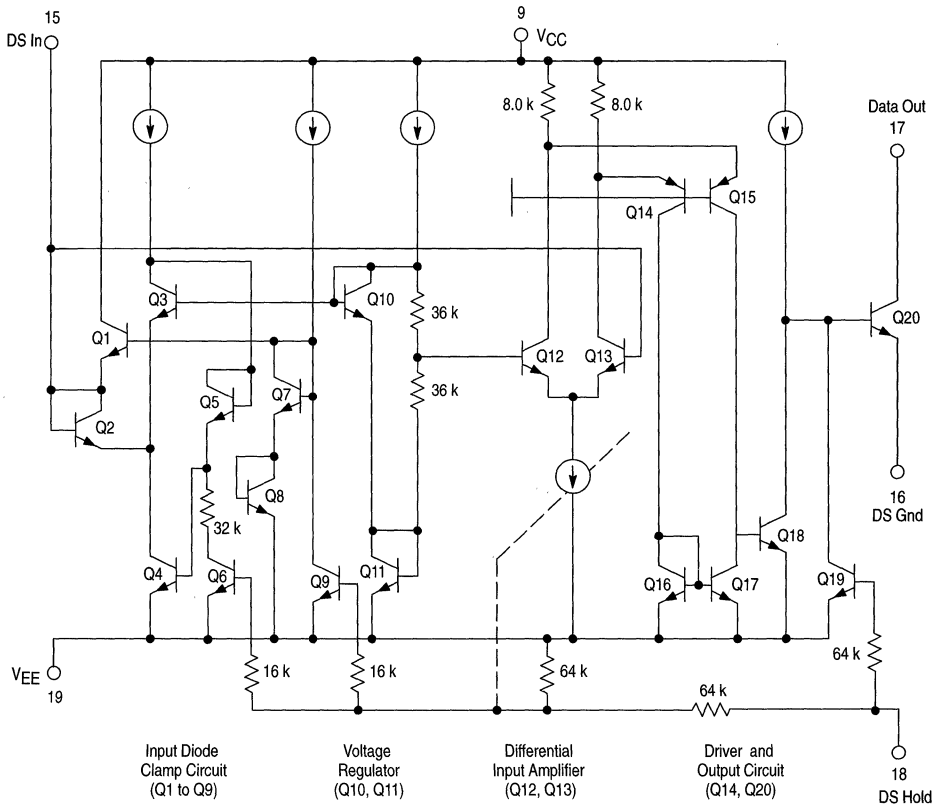 15
DS In
9
VCC
8.0 k
8.0 k
Data Out
17
Q14
Q15
Q3
Q10
36 k
Q1
Q12
Q13
Q20
36 k
Q5
Q7
Q2
Q8
32 k
16
DS Gnd
Q18
Q4
Q6
Q9
Q11
Q16
Q17
Q19
VEE
19
16 k
16 k
64 k
64 k
64 k
Input Diode
Clamp Circuit
(Q1 to Q9)
Voltage
Regulator
(Q10, Q11)
Differential
Input Amplifier
(Q12, Q13)
Driver and
Output Circuit
(Q14, Q20)
18
DS Hold